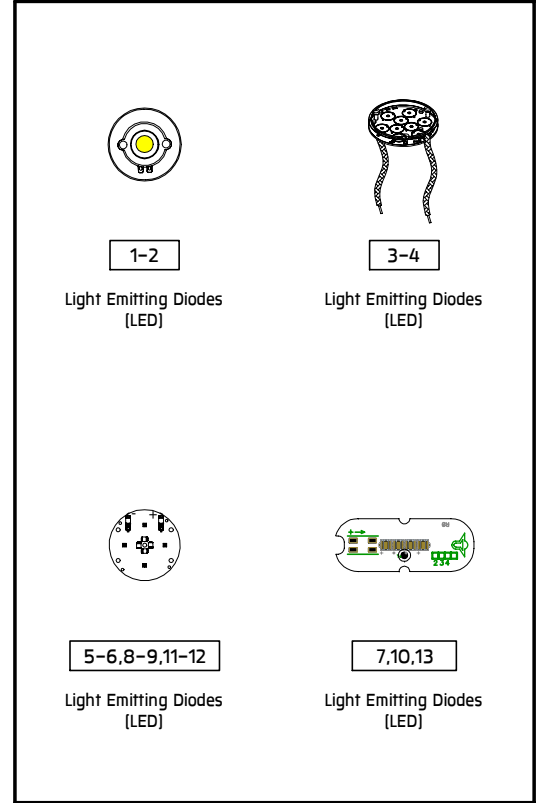 1-2
Light Emitting Diodes
(LED)
3-4
Light Emitting Diodes
(LED)
- +
+→
234
5-6,8-9,11-12
Light Emitting Diodes
(LED)
7,10,13
Light Emitting Diodes
(LED)